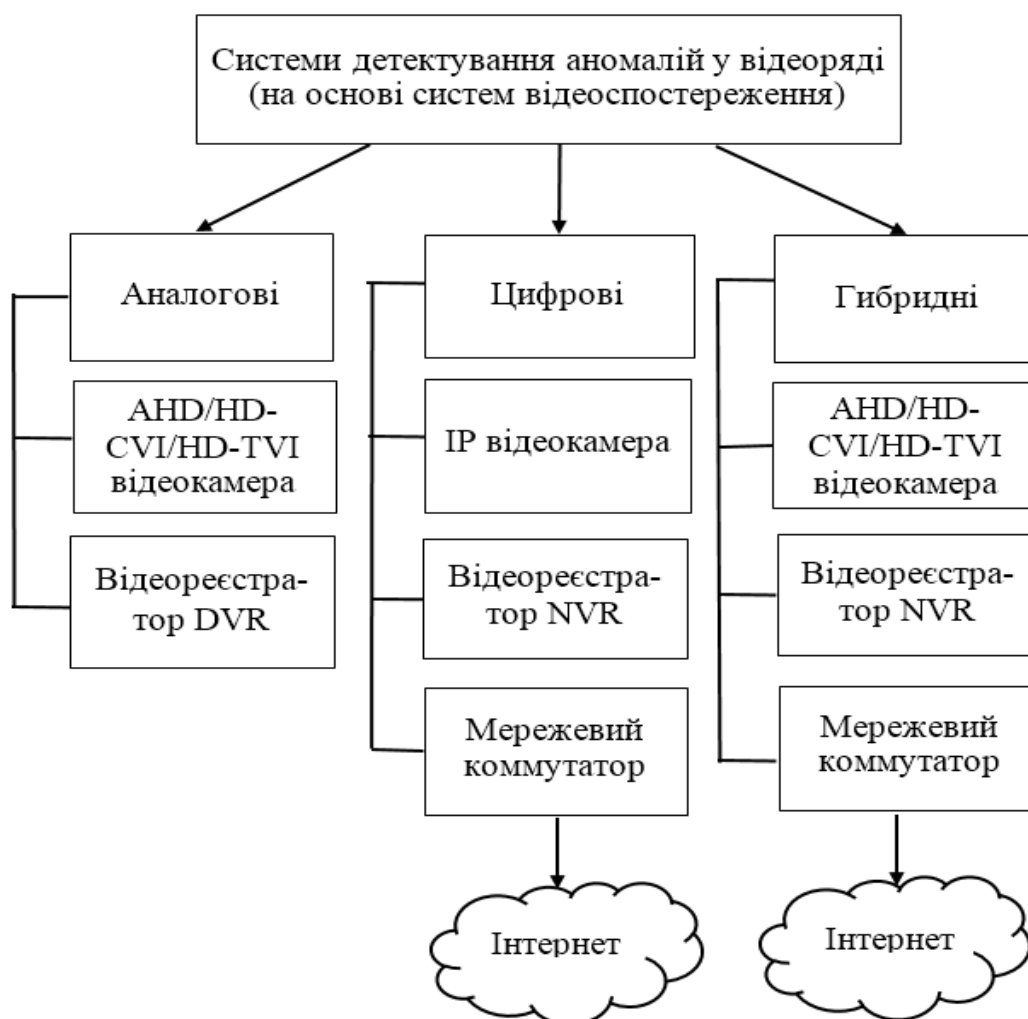 Системи детектування аномалій у відеоряді
(на основі систем відеоспостереження)
Аналогові
AHD/HD-
CVI/HD-TVI
відеокамера
Відеореєстра-
тор DVR
Цифрові
IP відеокамера
Відеореєстра-
тор NVR
Мережевий
коммутатор
Інтернет
Гибридні
AHD/HD-
CVI/HD-TVI
відеокамера
Відеореєстра-
тор NVR
Мережевий
коммутатор
Інтернет